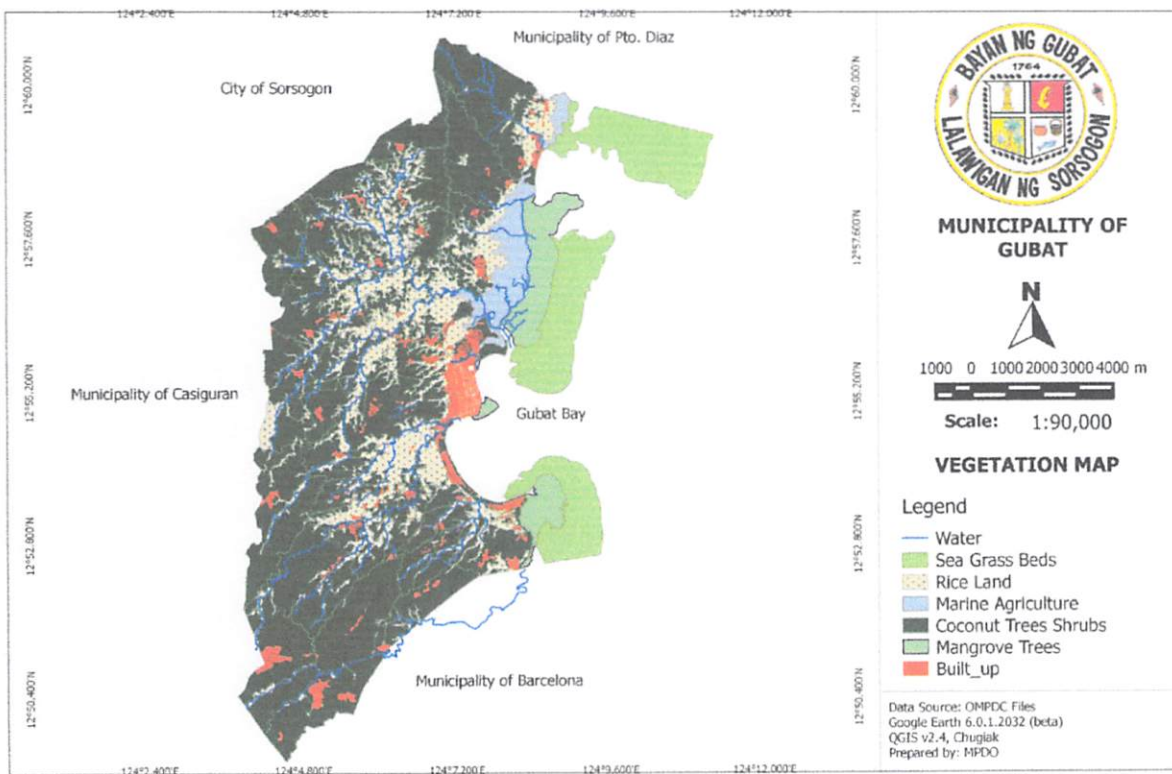 124°2.400'E 124°4.800'E 124°7.200'E 124°9.600'E 124°12.000'E
Municipality of Pto. Diaz
City of Sorsogon
12°60.000'N
12°60.000'N
12°57.600'N
12°57.600'N
Municipality of Casiguran
12°55.200'N
12°55.200'N
Gubat Bay
12°52.800'N
12°52.800'N
Municipality of Barcelona
12°50.400'N
12°50.400'N
124°2.400'E 124°4.800'E 124°7.200'E 124°9.600'E 124°12.000'E
BAYAN NG GUBAT
1764
LALAWIGAN NG SORSOGON
MUNICIPALITY OF
GUBAT
N
1000 0 1000 2000 3000 4000 m
Scale: 1:90,000
VEGETATION MAP
Legend
Water
Sea Grass Beds
Rice Land
Marine Agriculture
Coconut Trees Shrubs
Mangrove Trees
Built_up
Data Source: OMPDC Files
Google Earth 6.0.1.2032 (beta)
QGIS v2.4, Chugiak
Prepared by: MPDO